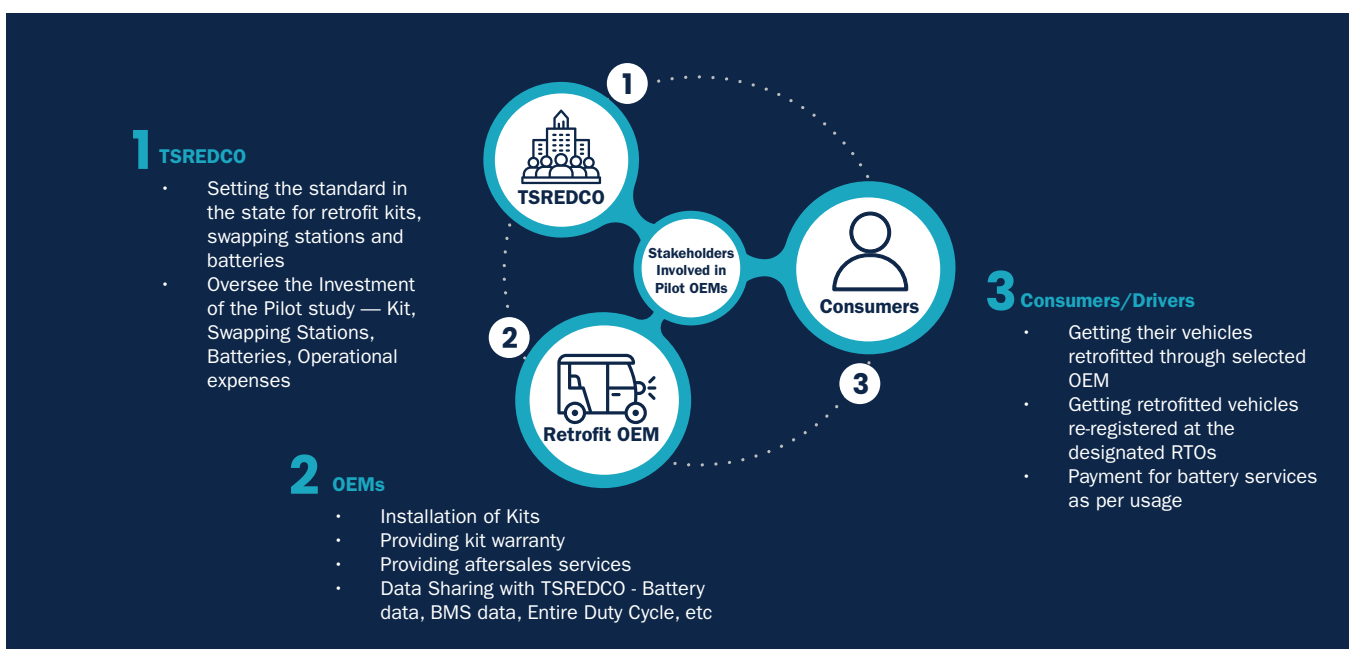 1
TSREDCO
Stakeholders
Involved in
Pilot OEMs
Consumers
2
Retrofit OEM
3
1 TSREDCO
• Setting the standard in
the state for retrofit kits,
swapping stations and
batteries
• Oversee the Investment
of the Pilot study — Kit,
Swapping Stations,
Batteries, Operational
expenses
2 OEMs
• Installation of Kits
• Providing kit warranty
• Providing aftersales services
• Data Sharing with TSREDCO - Battery
data, BMS data, Entire Duty Cycle, etc
3 Consumers/Drivers
• Getting their vehicles
retrofitted through selected
OEM
• Getting retrofitted vehicles
re-registered at the
designated RTOs
• Payment for battery services
as per usage